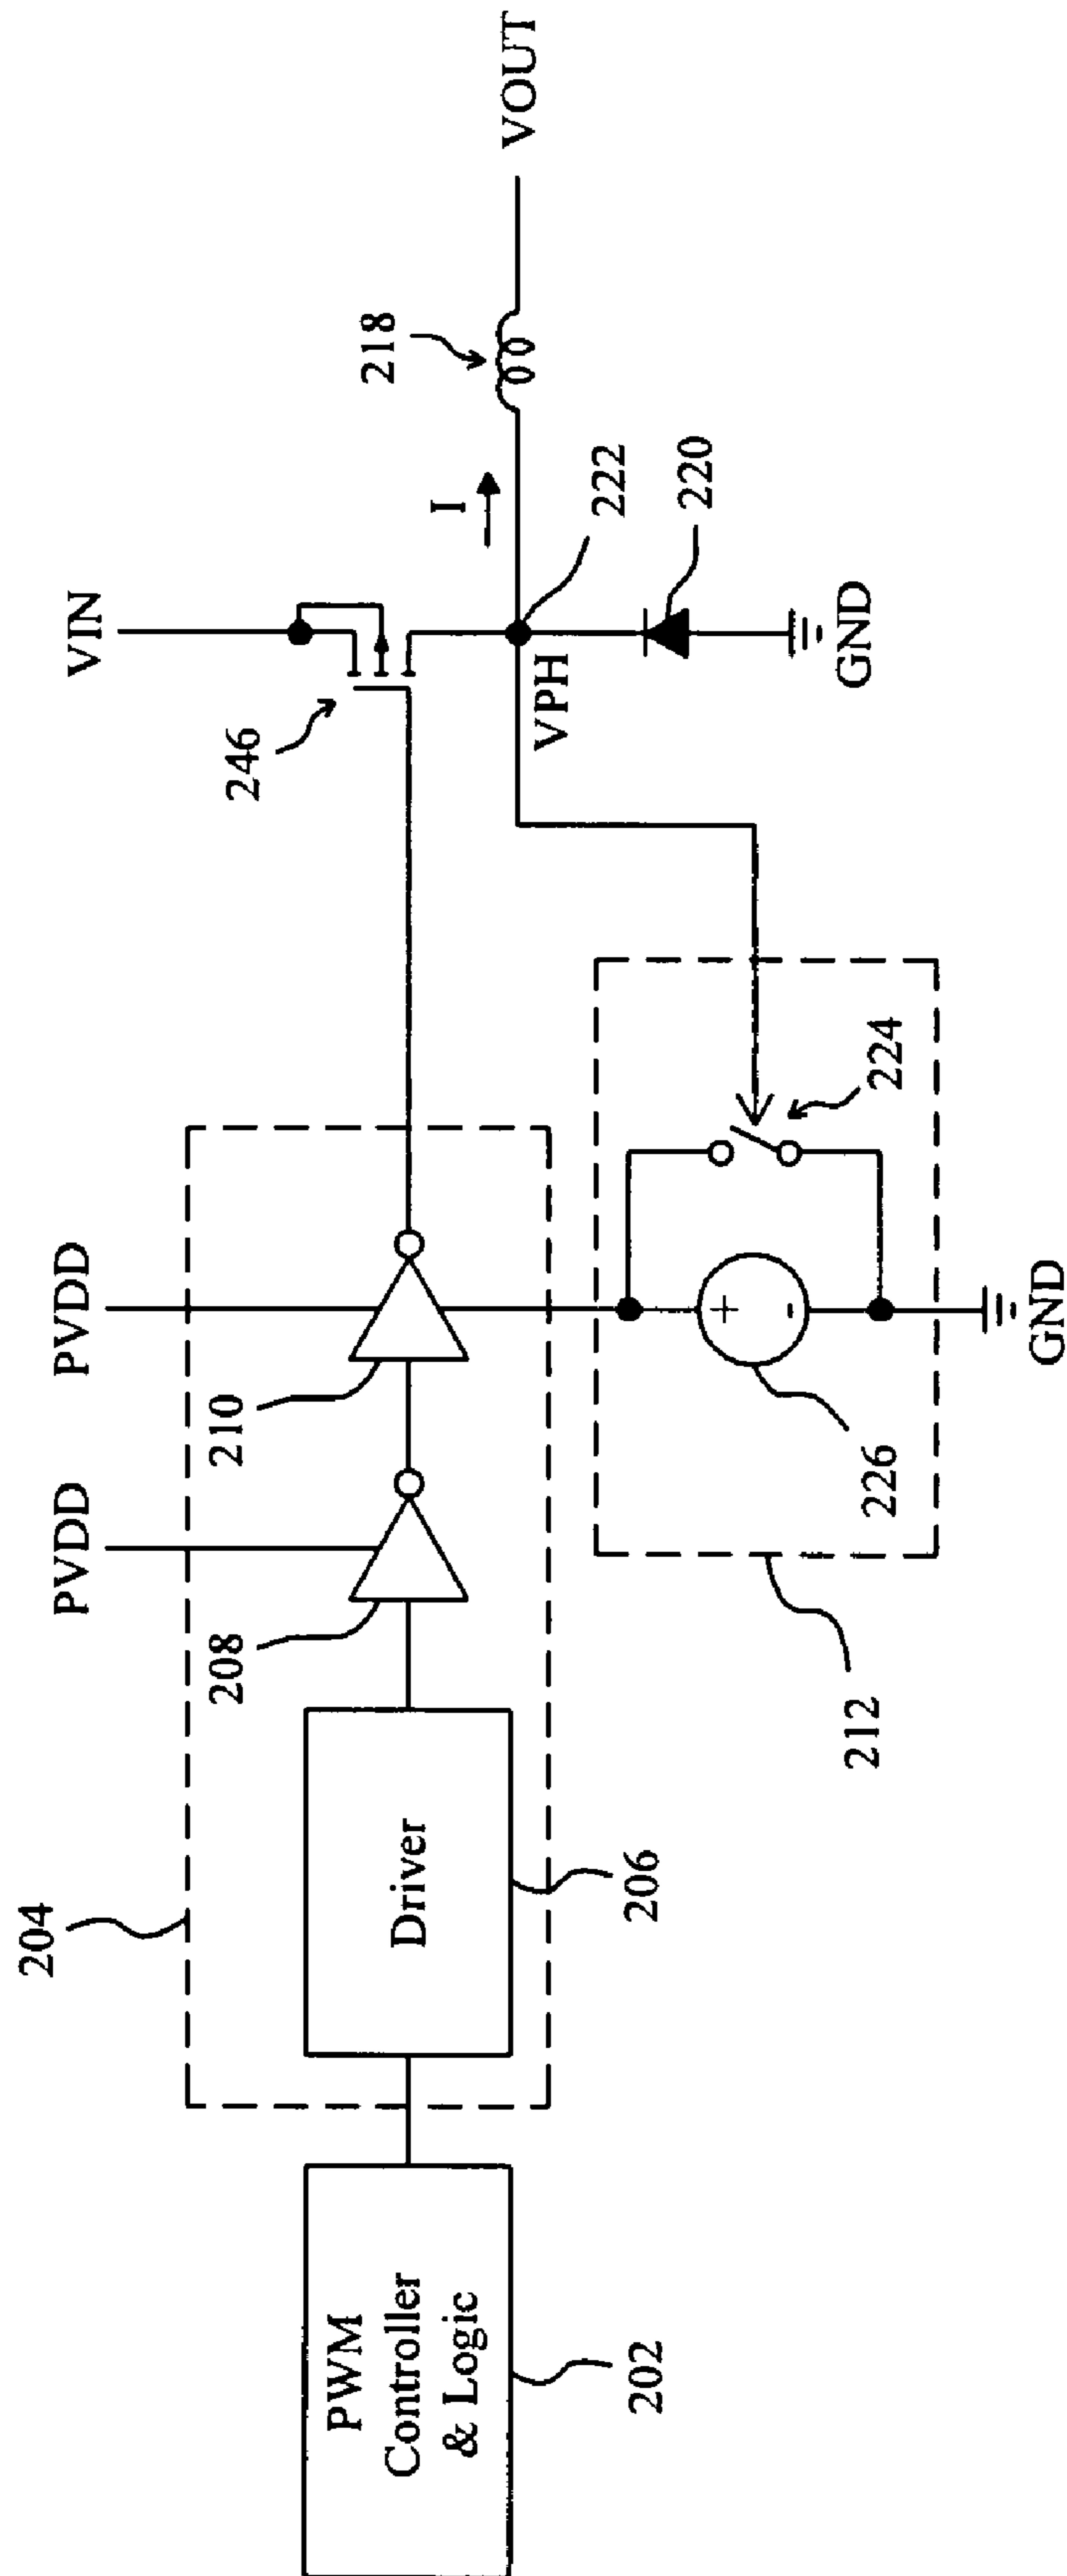 VIN
246
PVDD
PVDD
204
210
208
218
I
VOUT
PWM
Controller
& Logic
Driver
202
206
VPH
222
220
GND
224
226
212
+
-
GND